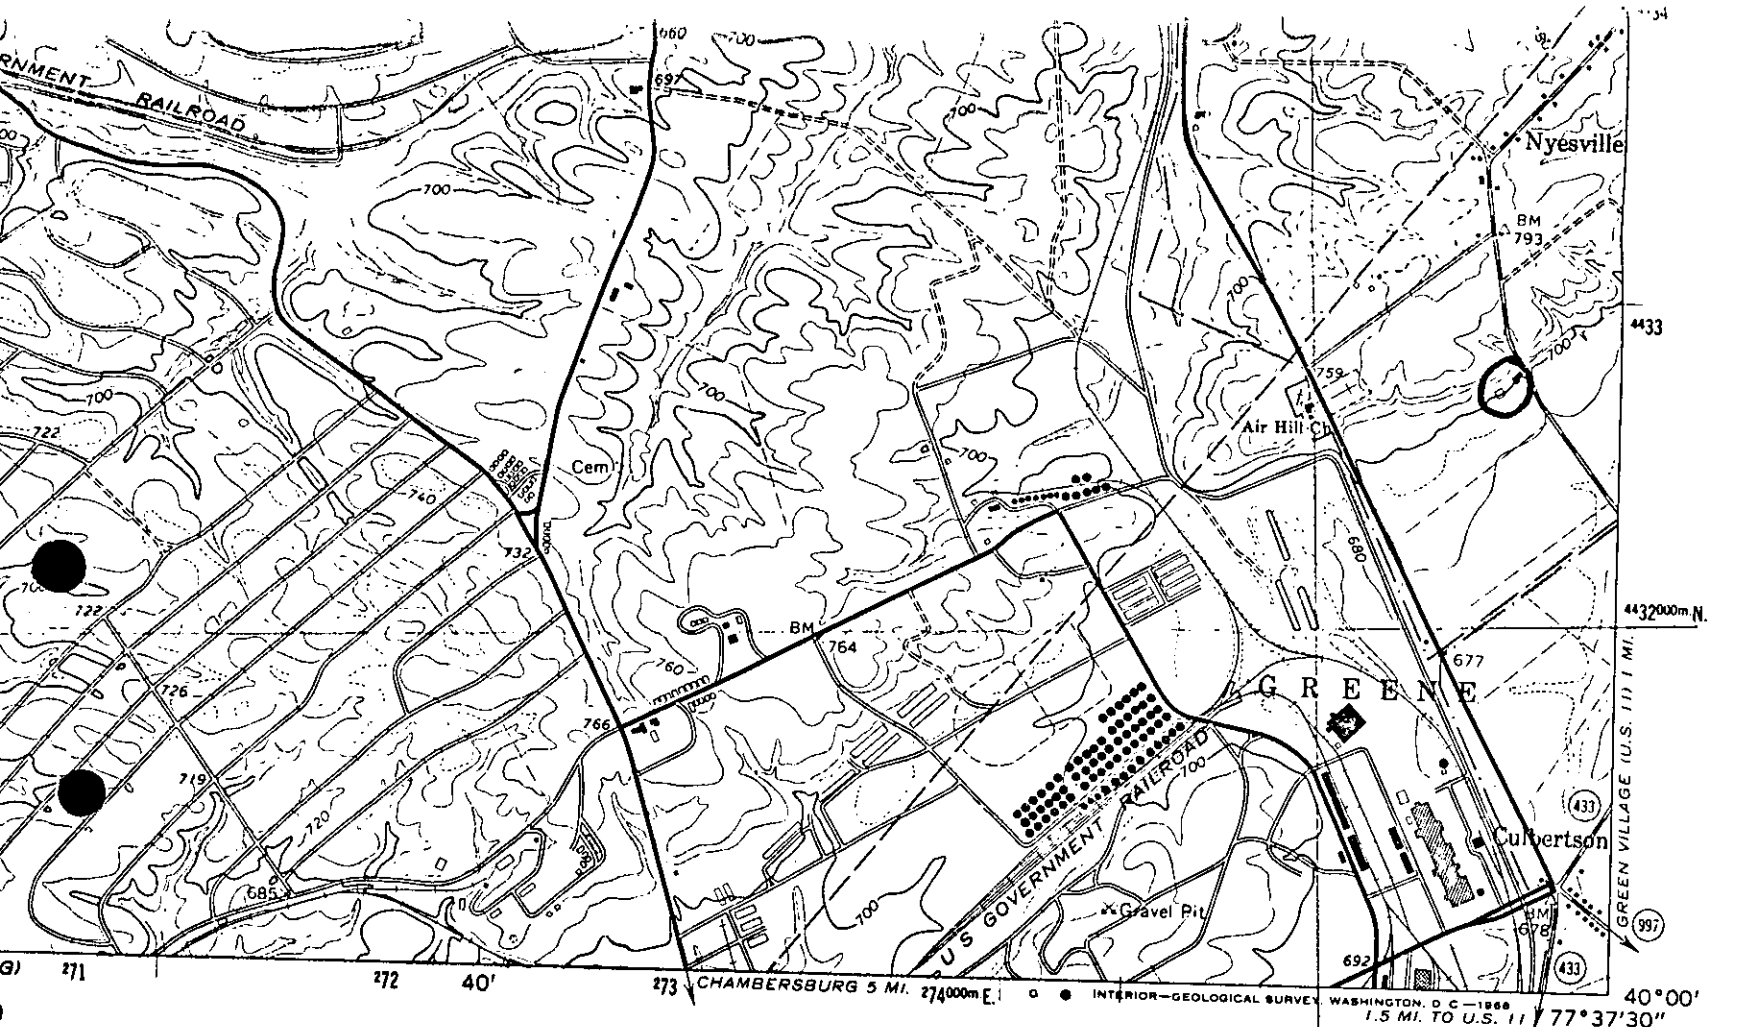 660
700
697
RNMENT
RAILROAD
700
Nyesville
700
BM
793
700
4433
700
759
700
722
Air Hill Ch
Cem
700
740
732
680
722
4432000m.N.
BM
764
677
760
GREENE
726
766
719
RAILROAD
700
433
720
Culbertson
685
U S GOVERNMENT
700
Gravel Pit
BM
678
997
692
433
GREEN VILLAGE (U.S. 11) 1 MI.
271
272
40'
273
CHAMBERSBURG 5 MI.
274000m.E.
INTERIOR—GEOLOGICAL SURVEY, WASHINGTON, D C—1966
40°00'
1.5 MI. TO U.S. 11
77°37'30"